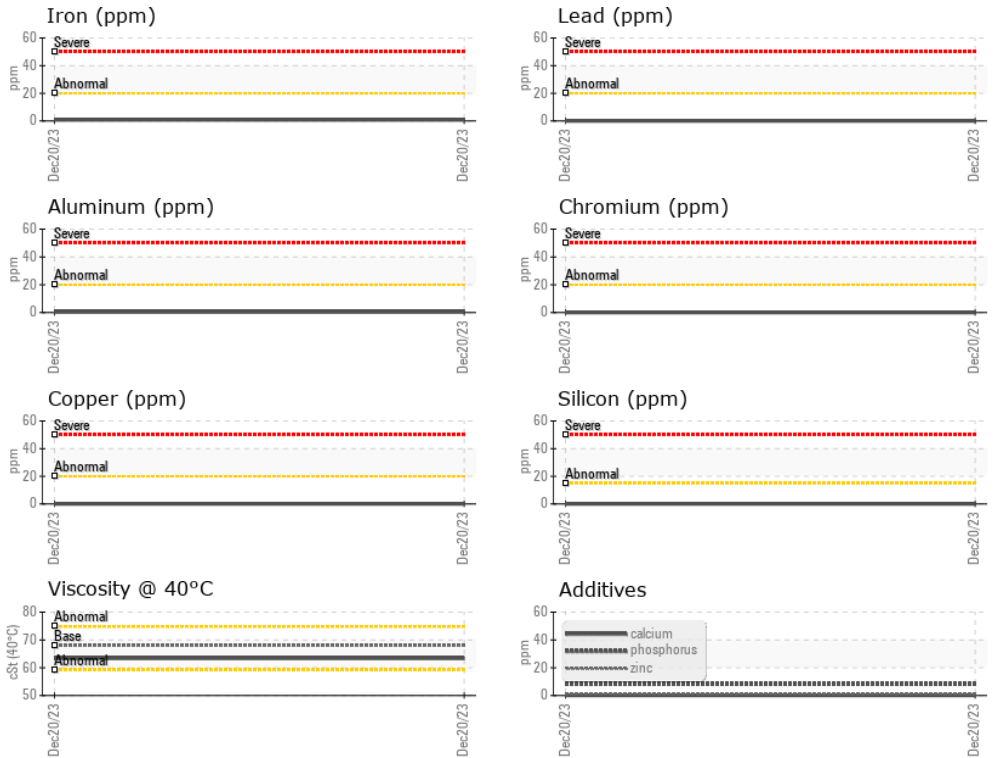 Iron (ppm)
60
Severe
40
Abnormal
20
0
ppm
Dec20/23
Dec20/23
Lead (ppm)
60
Severe
40
Abnormal
20
0
ppm
Dec20/23
Dec20/23
Aluminum (ppm)
60
Severe
40
Abnormal
20
0
ppm
Dec20/23
Dec20/23
Chromium (ppm)
60
Severe
40
Abnormal
20
0
ppm
Dec20/23
Dec20/23
Copper (ppm)
60
Severe
40
Abnormal
20
0
ppm
Dec20/23
Dec20/23
Silicon (ppm)
60
Severe
40
Abnormal
20
0
ppm
Dec20/23
Dec20/23
Viscosity @ 40°C
80
Abnormal
70
Base
Abnormal
60
50
cSt (40°C)
Dec20/23
Dec20/23
Additives
60
calcium
40
phosphorus
zinc
20
0
ppm
Dec20/23
Dec20/23